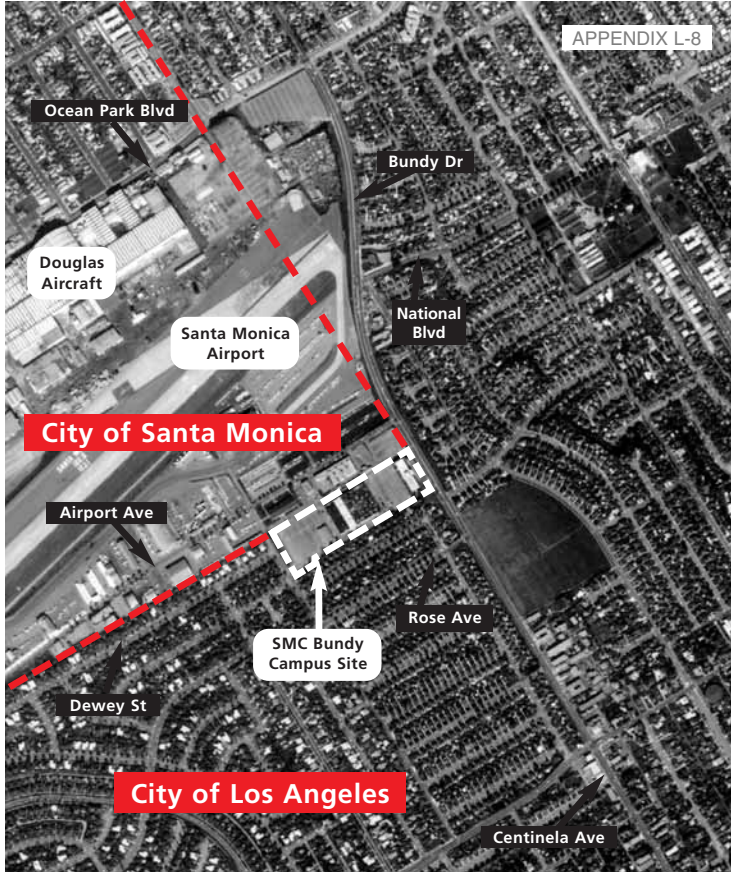 APPENDIX L-8
Ocean Park Blvd
Bundy Dr
Douglas
Aircraft
National
Blvd
Santa Monica
Airport
City of Santa Monica
Airport Ave
Rose Ave
SMC Bundy
Campus Site
Dewey St
City of Los Angeles
Centinela Ave